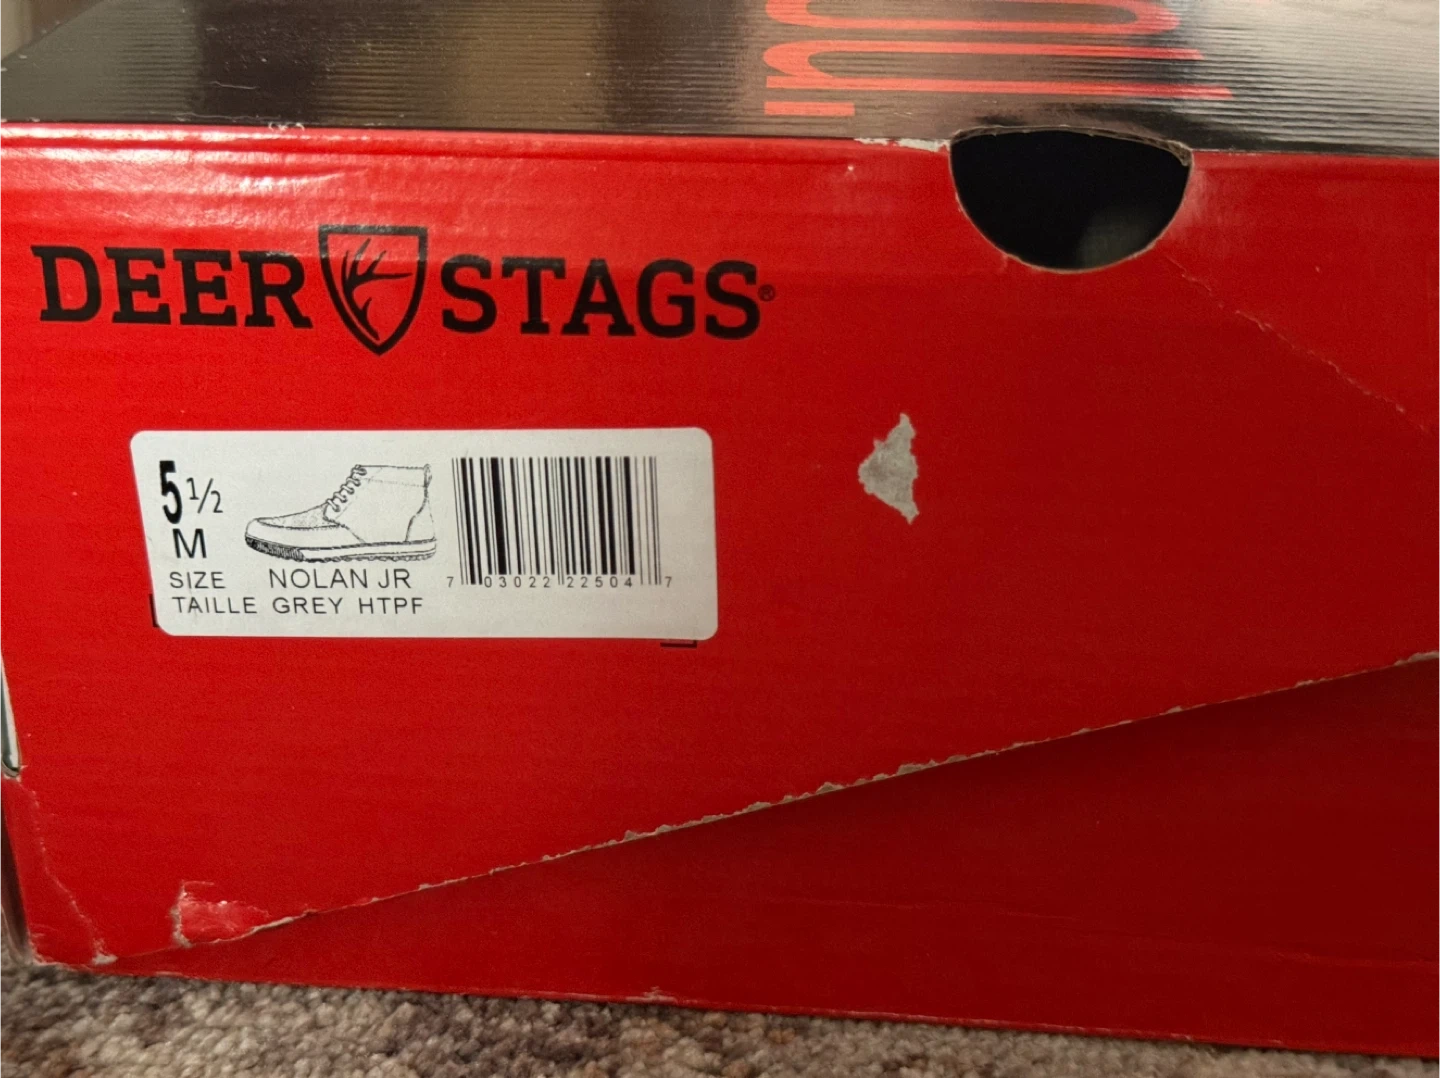 DEER STAGS®
5 1/2
M
SIZE NOLAN JR
TAILLE GREY HTPF
7 03022 22504 7